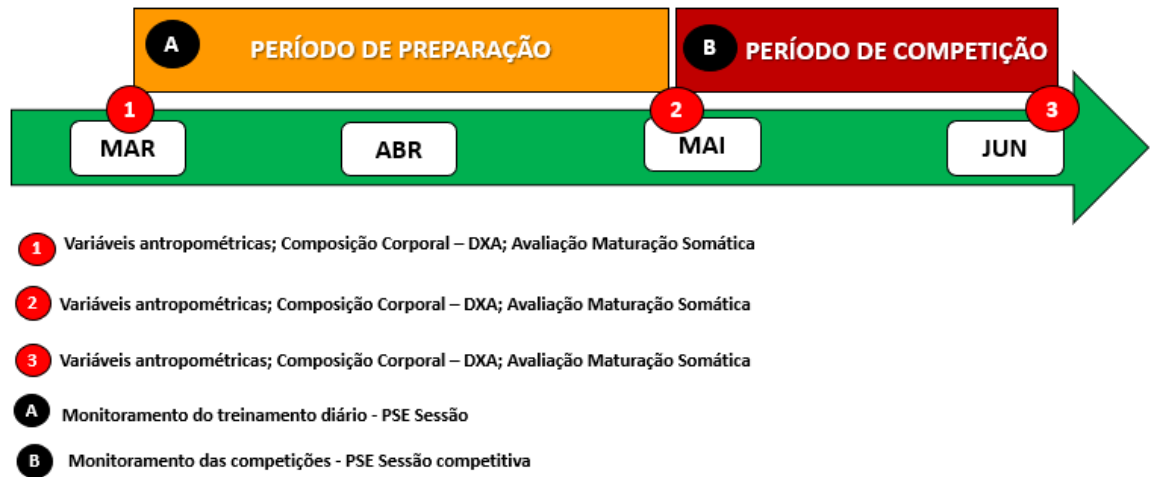 A PERÍODO DE PREPARAÇÃO B PERÍODO DE COMPETIÇÃO
1 2 3
MAR ABR MAI JUN
1 Variáveis antropométricas; Composição Corporal – DXA; Avaliação Maturação Somática
2 Variáveis antropométricas; Composição Corporal – DXA; Avaliação Maturação Somática
3 Variáveis antropométricas; Composição Corporal – DXA; Avaliação Maturação Somática
A Monitoramento do treinamento diário - PSE Sessão
B Monitoramento das competições - PSE Sessão competitiva